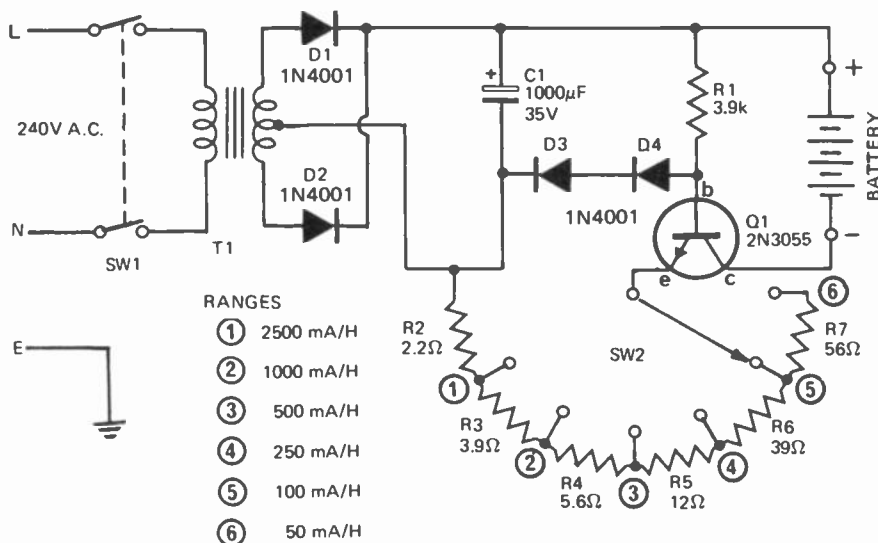 L
N
E
240V A.C.
SW1
T1
D1
1N4001
D2
1N4001
+
C1
1000µF
35V
D3
D4
1N4001
R1
3.9k
b
e
c
Q1
2N3055
+
−
BATTERY
RANGES
① 2500 mA/H
② 1000 mA/H
③ 500 mA/H
④ 250 mA/H
⑤ 100 mA/H
⑥ 50 mA/H
R2
2.2Ω
①
R3
3.9Ω
②
R4
5.6Ω
③
R5
12Ω
④
R6
39Ω
⑤
R7
56Ω
⑥
SW2